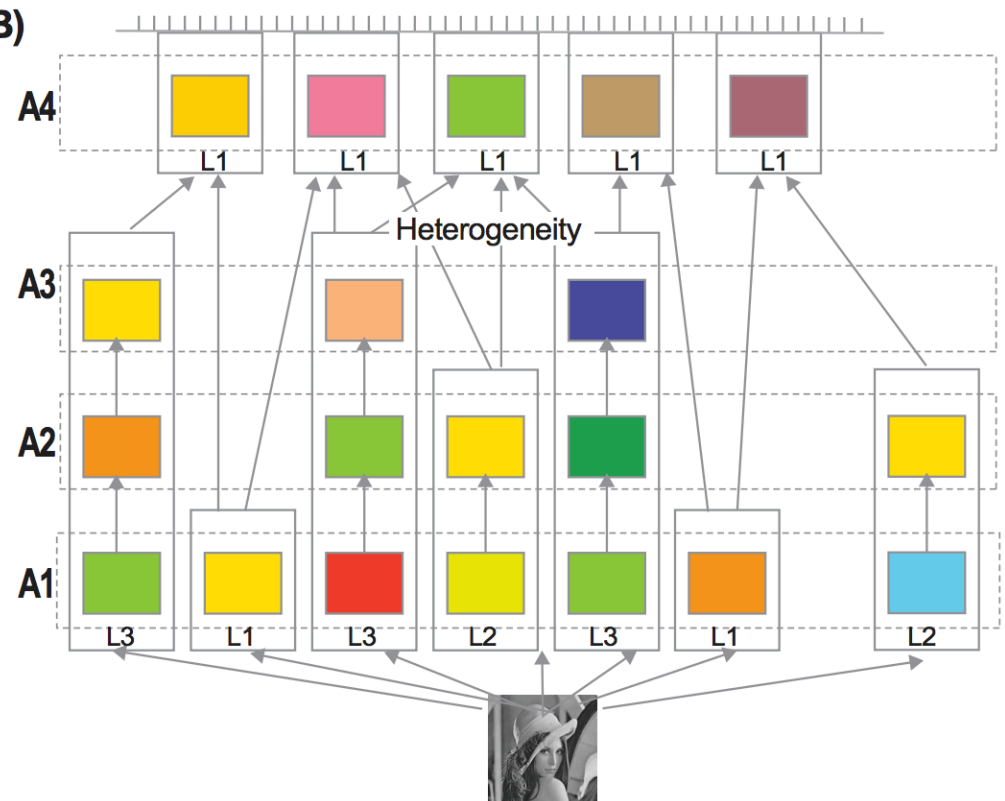 B)
A4
L1 L1 L1 L1 L1
Heterogeneity
A3
A2
A1
L3 L1 L3 L2 L3 L1 L2